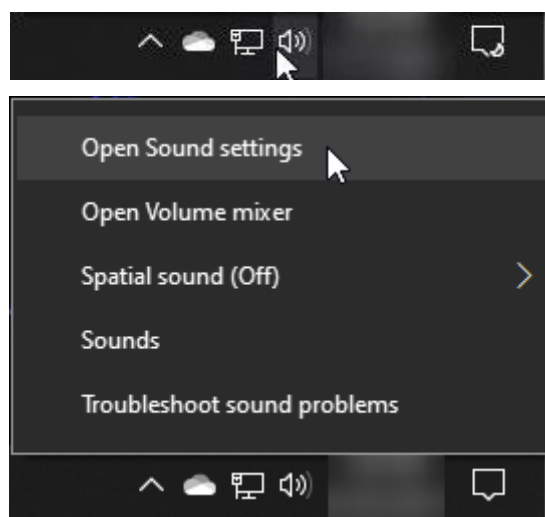 Open Sound settings
Open Volume mixer
Spatial sound (Off)
Sounds
Troubleshoot sound problems